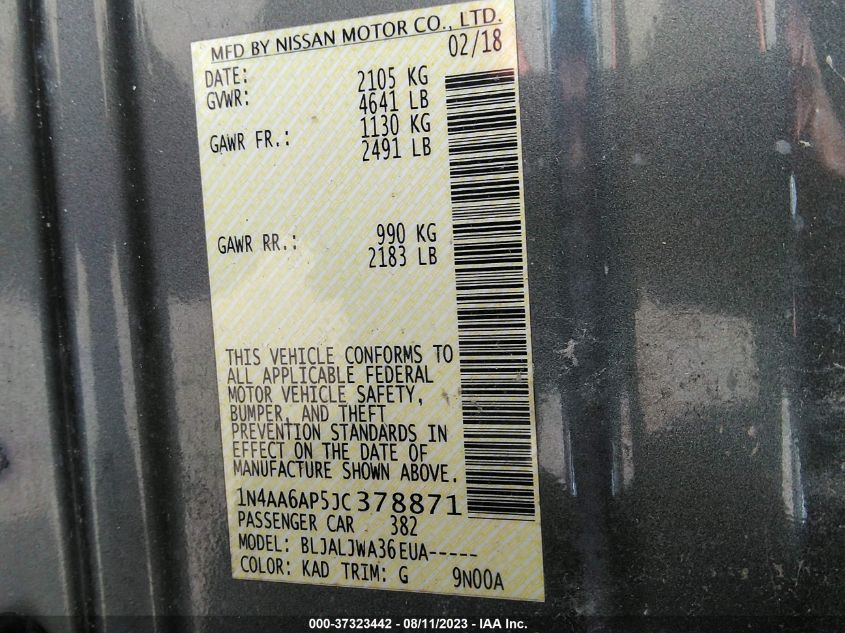 MFD BY NISSAN MOTOR CO., LTD.
DATE: 02/18
GVWR: 2105 KG
4641 LB
GAWR FR.: 1130 KG
2491 LB
GAWR RR.: 990 KG
2183 LB
THIS VEHICLE CONFORMS TO
ALL APPLICABLE FEDERAL
MOTOR VEHICLE SAFETY,
BUMPER, AND THEFT
PREVENTION STANDARDS IN
EFFECT ON THE DATE OF
MANUFACTURE SHOWN ABOVE.
1N4AA6AP5JC378871
PASSENGER CAR 382
MODEL: BLJALJWA36EUA-----
COLOR: KAD TRIM: G 9N00A
000-37323442 - 08/11/2023 - IAA Inc.